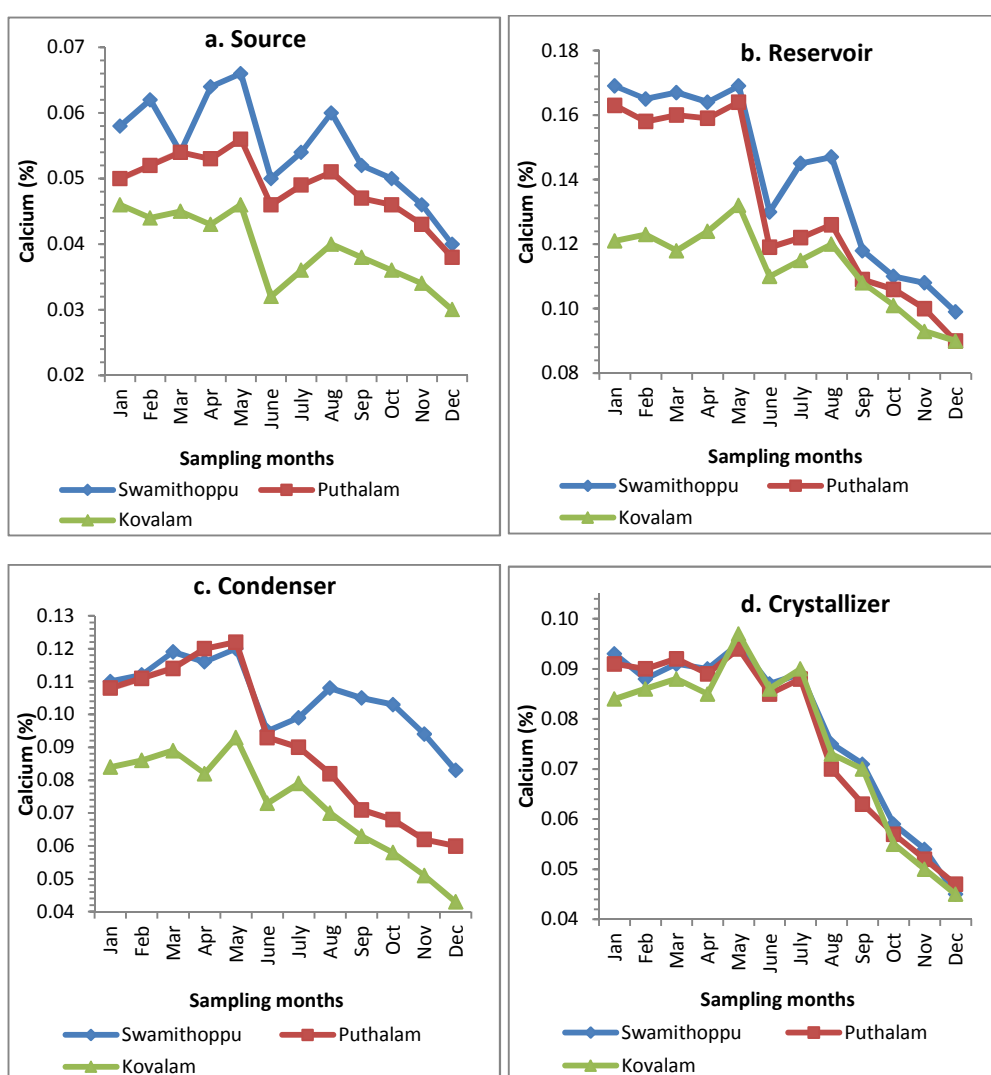 a. Source
0.07
0.06
0.05
0.04
0.03
0.02
Calcium (%)
Jan Feb Mar Apr May June July Aug Sep Oct Nov Dec
Sampling months
Swamithoppu Puthalam
Kovalam
b. Reservoir
0.18
0.16
0.14
0.12
0.10
0.08
Calcium (%)
Jan Feb Mar Apr May June July Aug Sep Oct Nov Dec
Sampling months
Swamithoppu Puthalam
Kovalam
c. Condenser
0.13
0.12
0.11
0.10
0.09
0.08
0.07
0.06
0.05
0.04
Calcium (%)
Jan Feb Mar Apr May June July Aug Sep Oct Nov Dec
Sampling months
Swamithoppu Puthalam
Kovalam
d. Crystallizer
0.10
0.09
0.08
0.07
0.06
0.05
0.04
Calcium (%)
Jan Feb Mar Apr May June July Aug Sep Oct Nov Dec
Sampling months
Swamithoppu Puthalam
Kovalam